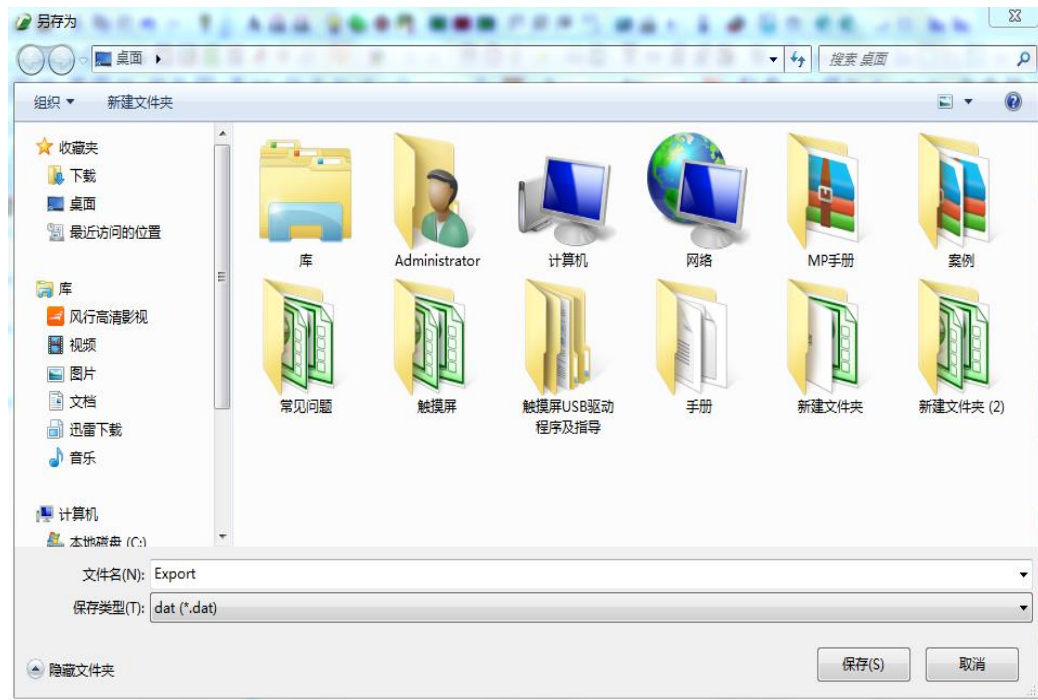 另存为
桌面
搜索 桌面
组织
新建文件夹
收藏夹
下载
桌面
最近访问的位置
库
风行高清影视
视频
图片
文档
迅雷下载
音乐
计算机
本地磁盘 (C:)
库
Administrator
计算机
网络
MP手册
案例
常见问题
触摸屏
触摸屏USB驱动
程序及指导
手册
新建文件夹
新建文件夹 (2)
文件名(N): Export
保存类型(T): dat (*.dat)
隐藏文件夹
保存(S)
取消